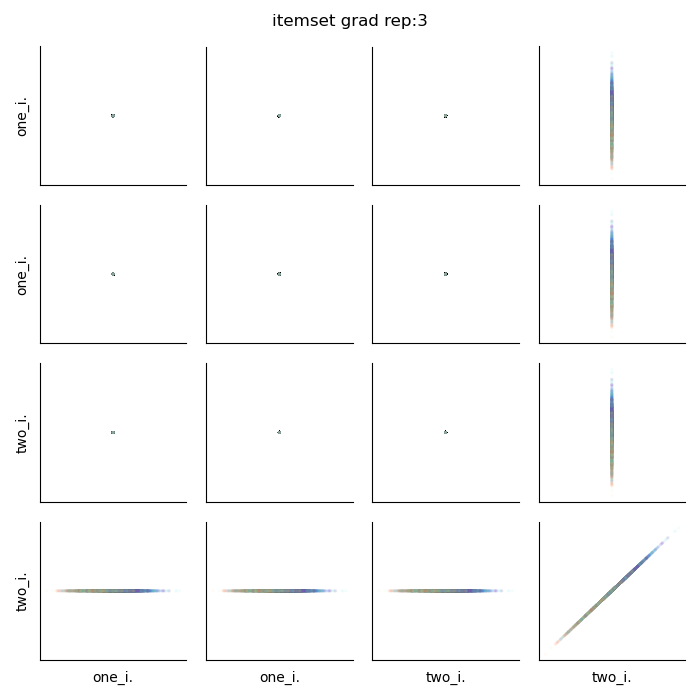 itemset grad rep:3
one_i.
one_i.
two_i.
two_i.
one_i. one_i. two_i. two_i.